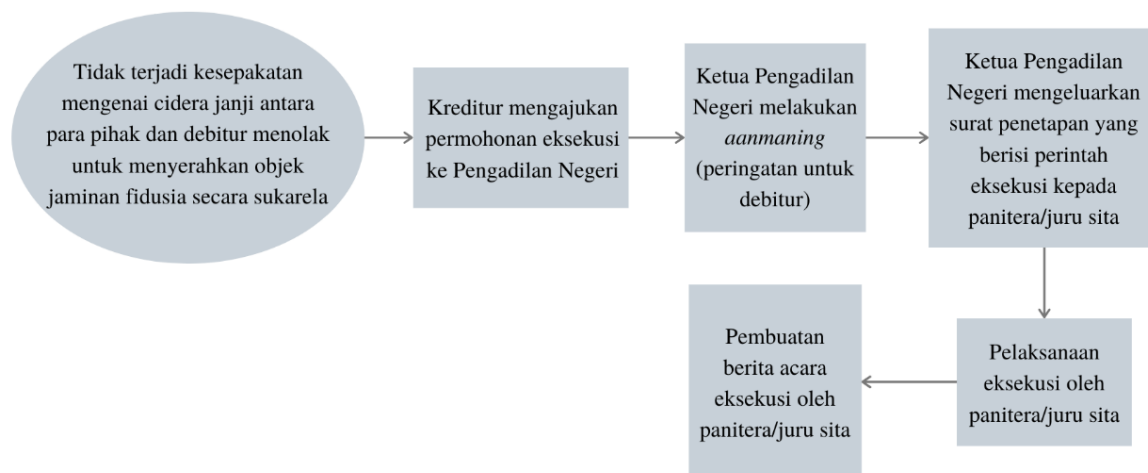 Tidak terjadi kesepakatan
mengenai cidera janji antara
para pihak dan debitur menolak
untuk menyerahkan objek
jaminan fidusia secara sukarela
Kreditur mengajukan
permohonan eksekusi
ke Pengadilan Negeri
Ketua Pengadilan
Negeri melakukan
aanmaning
(peringatan untuk
debitur)
Ketua Pengadilan
Negeri mengeluarkan
surat penetapan yang
berisi perintah
eksekusi kepada
panitera/juru sita
Pelaksanaan
eksekusi oleh
panitera/juru sita
Pembuatan
berita acara
eksekusi oleh
panitera/juru sita